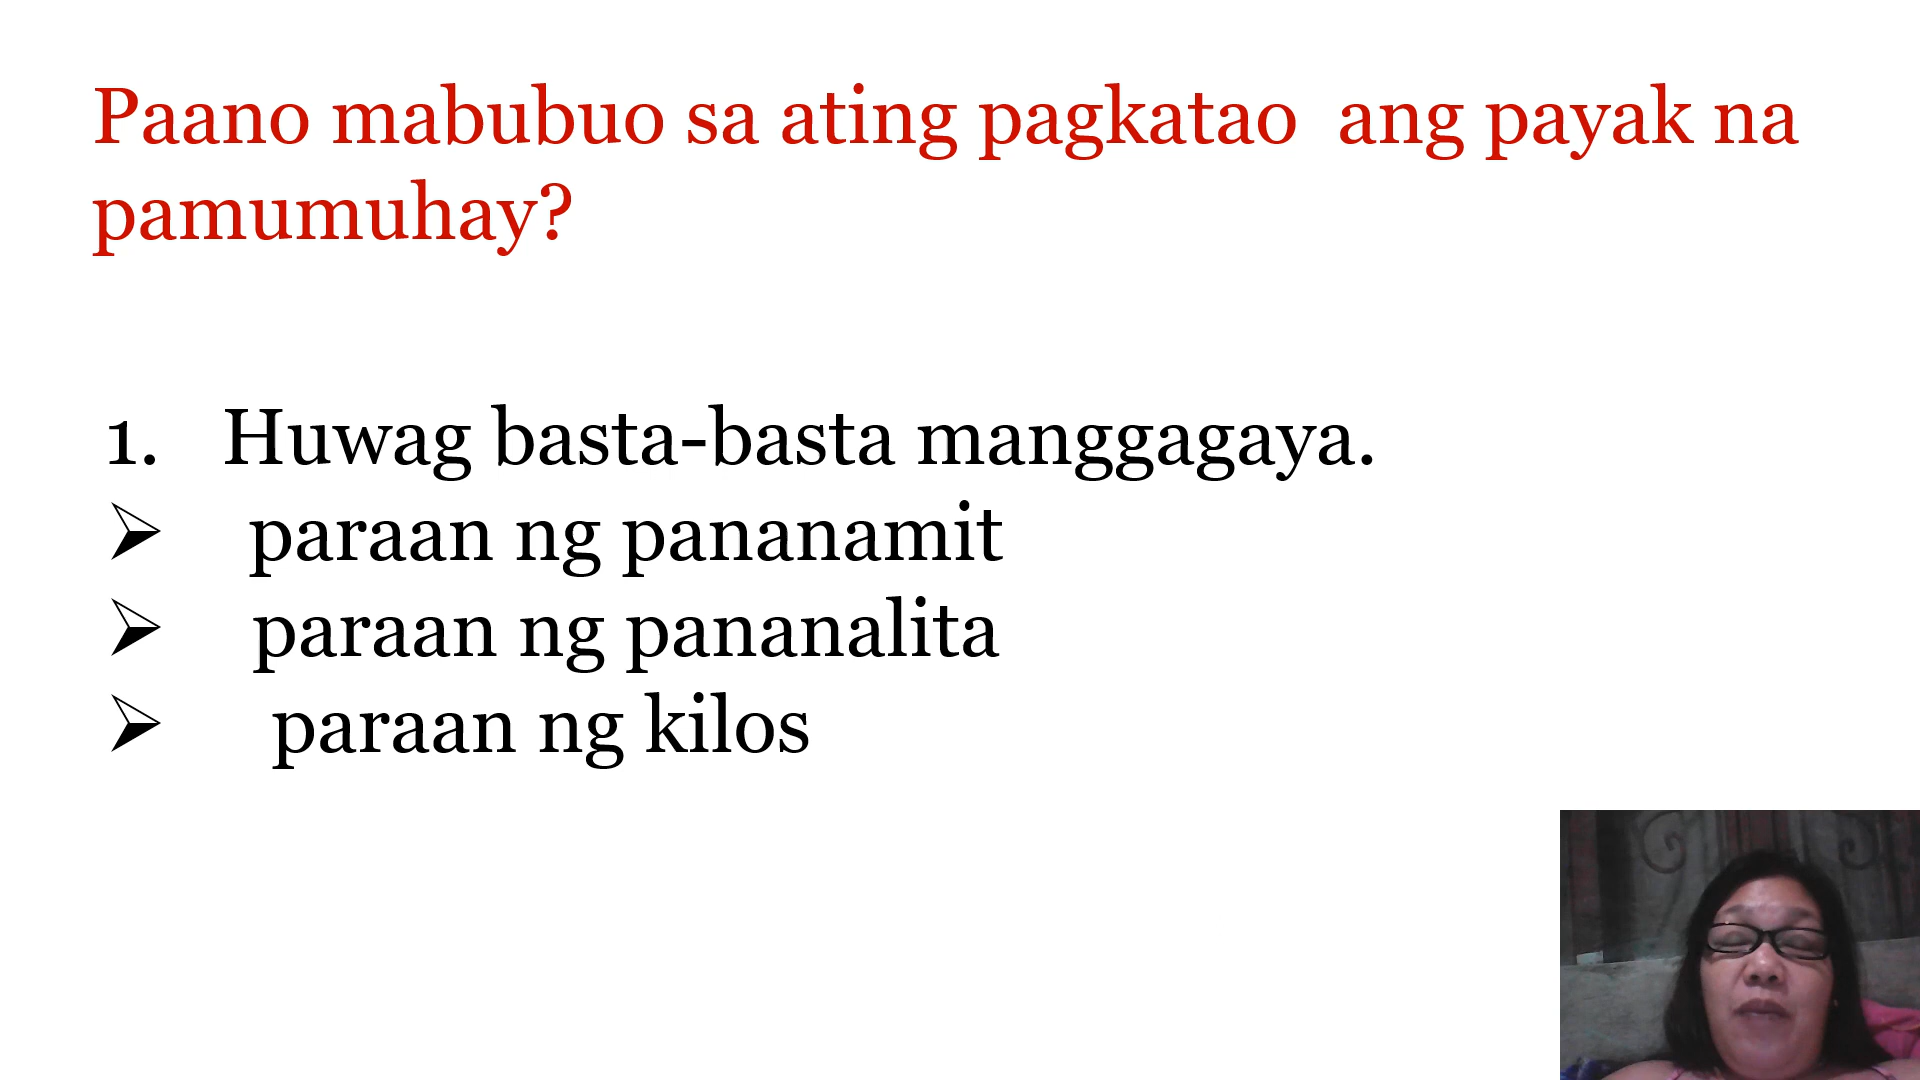 Paano mabubuo sa ating pagkatao ang payak na
pamumuhay?
1. Huwag basta-basta manggagaya.
➢ paraan ng pananamit
➢ paraan ng pananalita
➢ paraan ng kilos